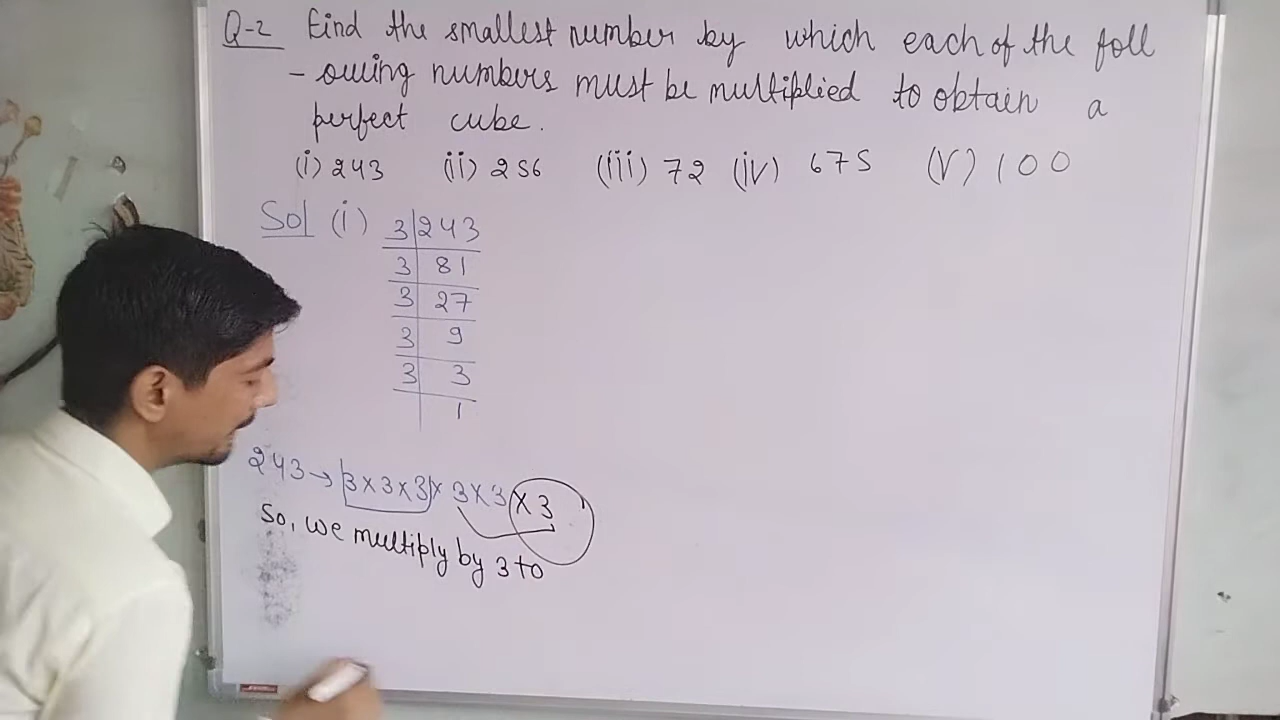 Q-2 Find the smallest number by which each of the foll
- owing numbers must be multiplied to obtain a
perfect cube.
(i) 243 (ii) 256 (iii) 72 (iv) 675 (V) 100
Sol (i) 3|243
3|81
3|27
3|9
3|3
|1
243 → 3×3×3 × 3×3 ×3
So, we multiply by 3 to